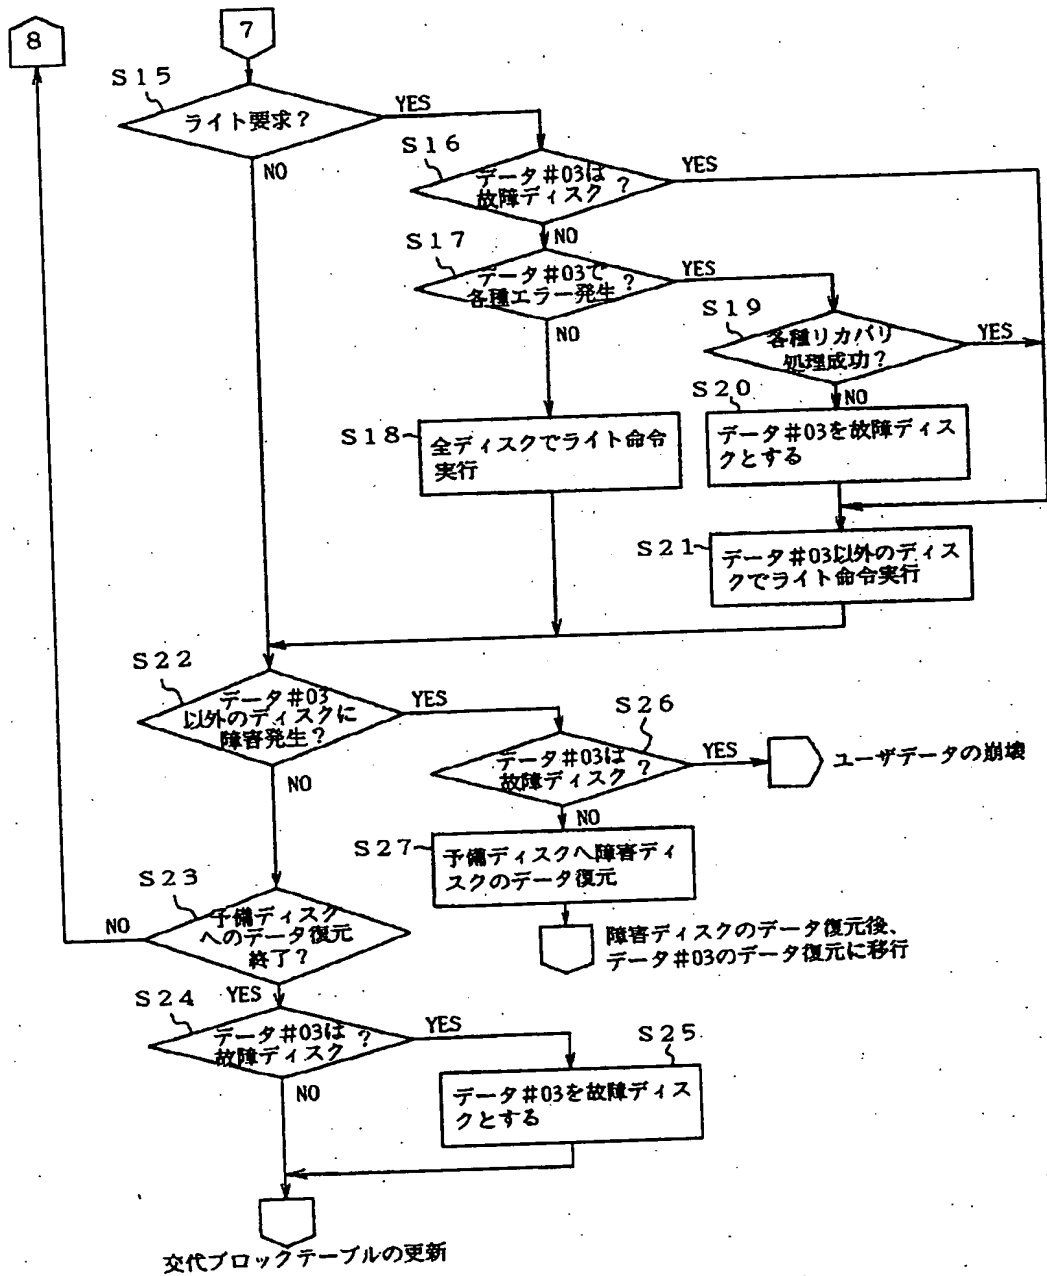 8
7
S15
ライト要求？
YES
NO
S16
データ＃03は
故障ディスク
？
YES
NO
S17
データ＃03で
各種エラー発生
？
YES
NO
S19
各種リカバリ
処理成功？
YES
NO
S18
全ディスクでライト命令
実行
S20
データ＃03を故障ディス
クとする
S21
データ＃03以外のディス
クでライト命令実行
S22
データ＃03
以外のディスクに
障害発生？
YES
NO
S26
データ＃03は
故障ディスク
？
YES
NO
ユーザデータの崩壊
S27
予備ディスクへ障害ディ
スクのデータ復元
障害ディスクのデータ復元後、
データ＃03のデータ復元に移行
S23
予備ディスク
へのデータ復元
終了？
NO
YES
S24
データ＃03は
故障ディスク
？
YES
NO
S25
データ＃03を故障ディス
クとする
交代ブロックテーブルの更新